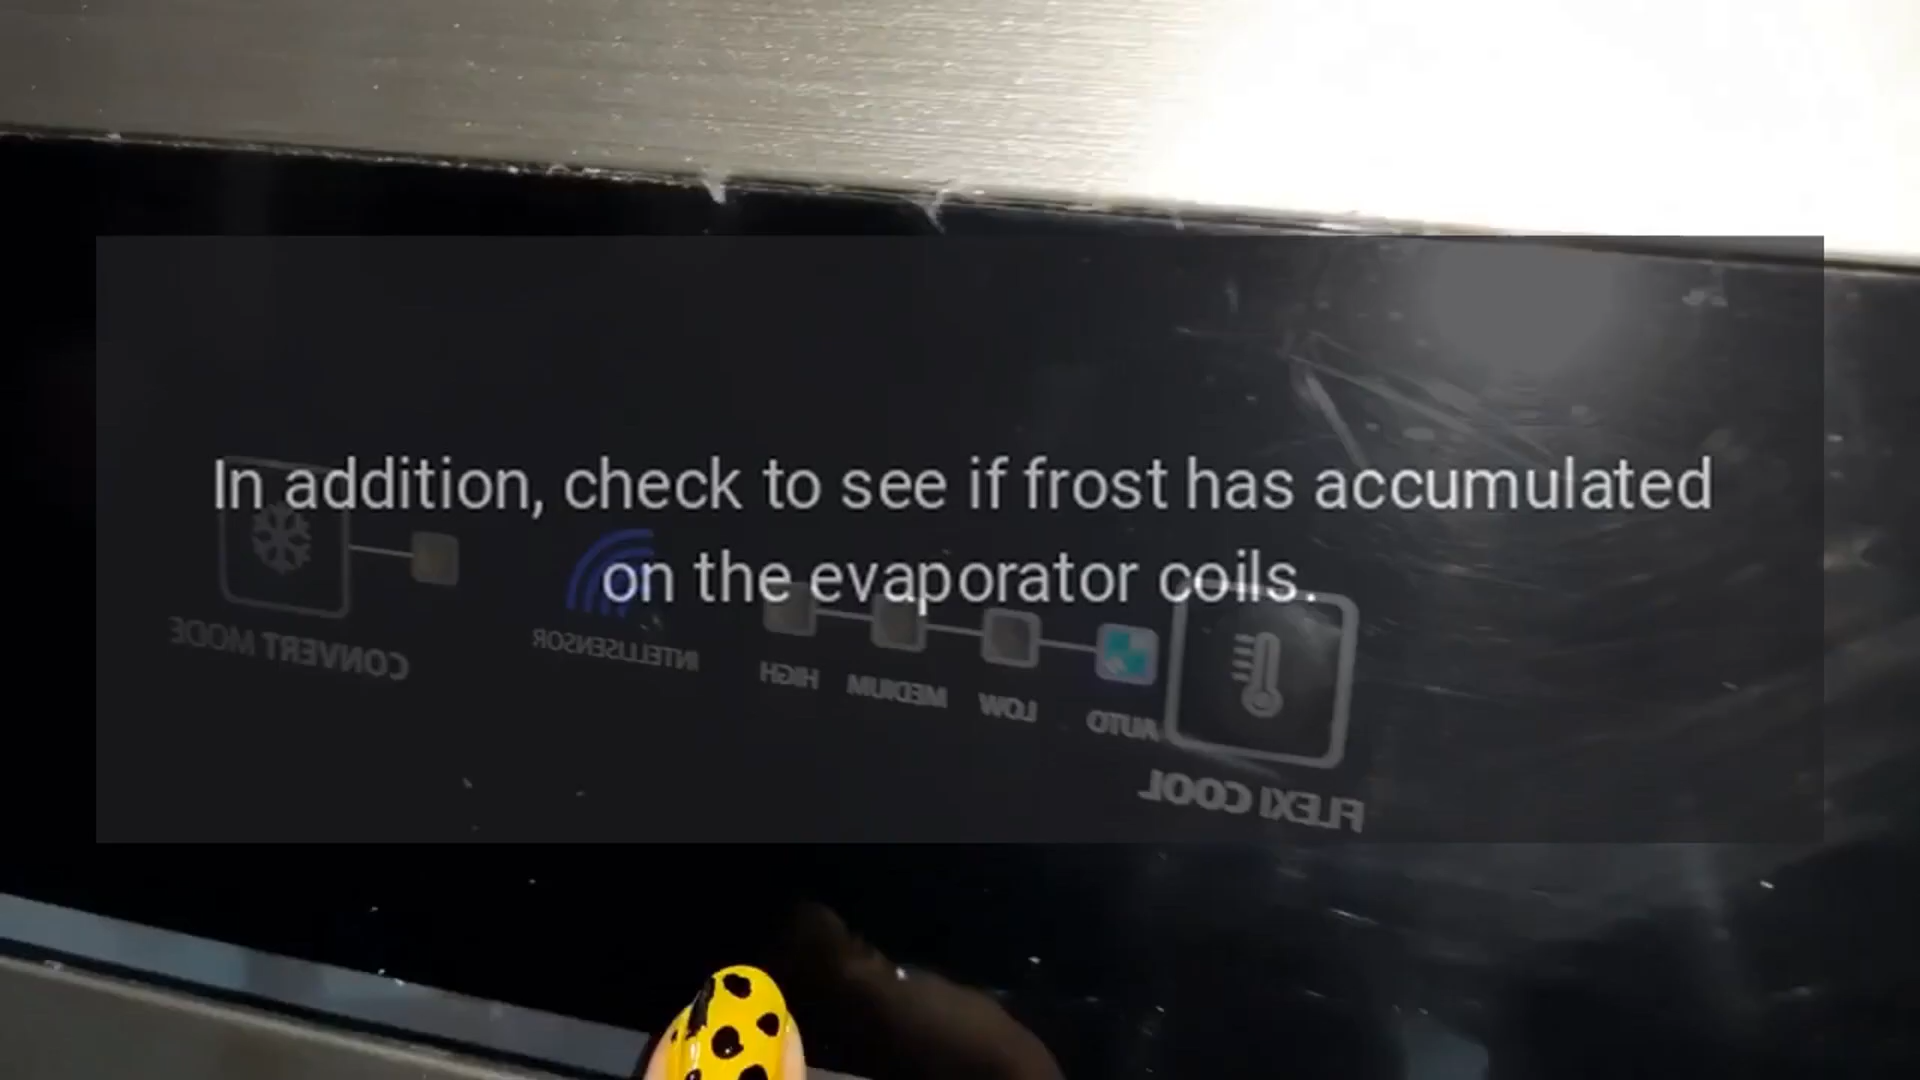 In addition, check to see if frost has accumulated
on the evaporator coils.
CONVERT MODE
INTELLISENSOR
HIGH
MEDIUM
LOW
AUTO
FLEXI COOL